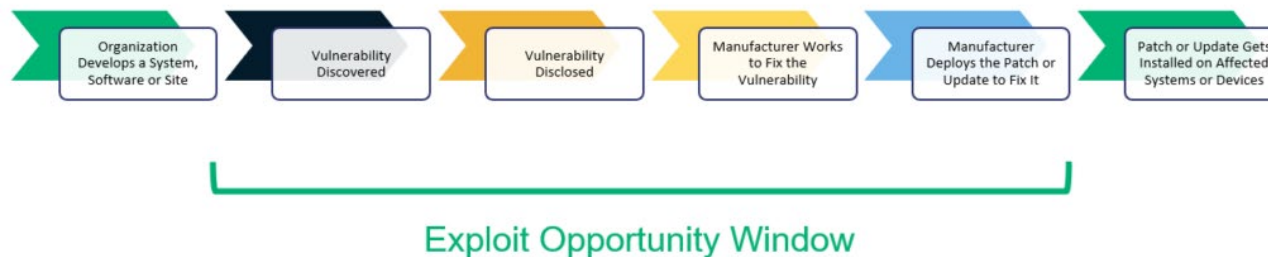 Organization
Develops a System,
Software or Site
Vulnerability
Discovered
Vulnerability
Disclosed
Manufacturer Works
to Fix the
Vulnerability
Manufacturer
Deploys the Patch or
Update to Fix It
Patch or Update Gets
Installed on Affected
Systems or Devices
Exploit Opportunity Window